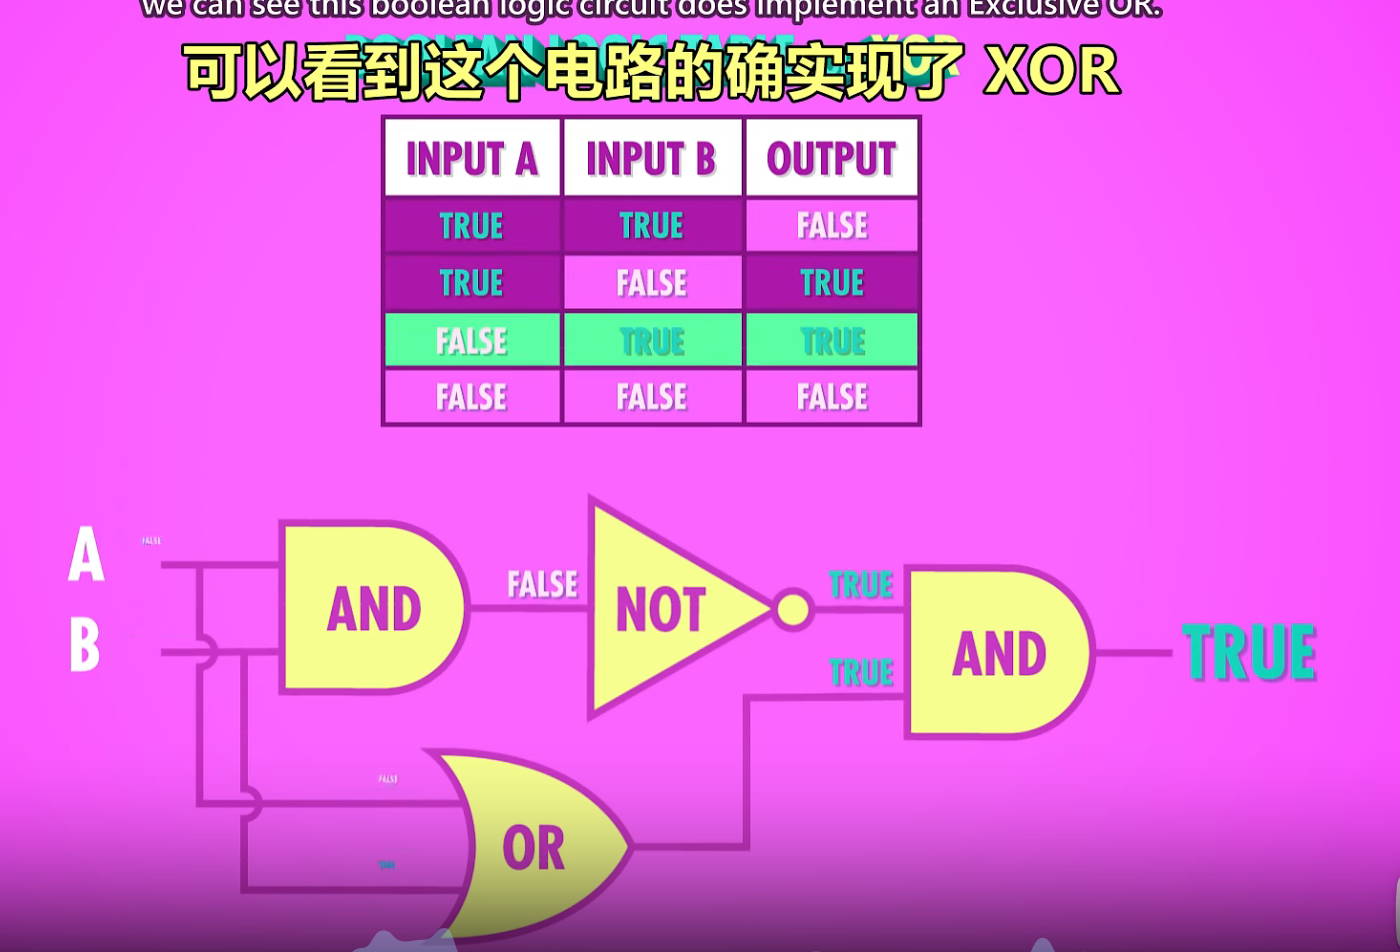 we can see this boolean logic circuit does implement an Exclusive OR.
可以看到这个电路的确实现了 XOR
INPUT A INPUT B OUTPUT
TRUE TRUE FALSE
TRUE FALSE TRUE
FALSE TRUE TRUE
FALSE FALSE FALSE
A FALSE
B
AND FALSE NOT TRUE
TRUE AND TRUE
FALSE
OR